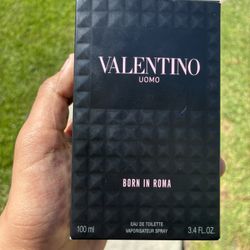 VALENTINO
UOMO
BORN IN ROMA
EAU DE TOILETTE
100 ml VAPORISATEUR SPRAY 3.4 FL.OZ.